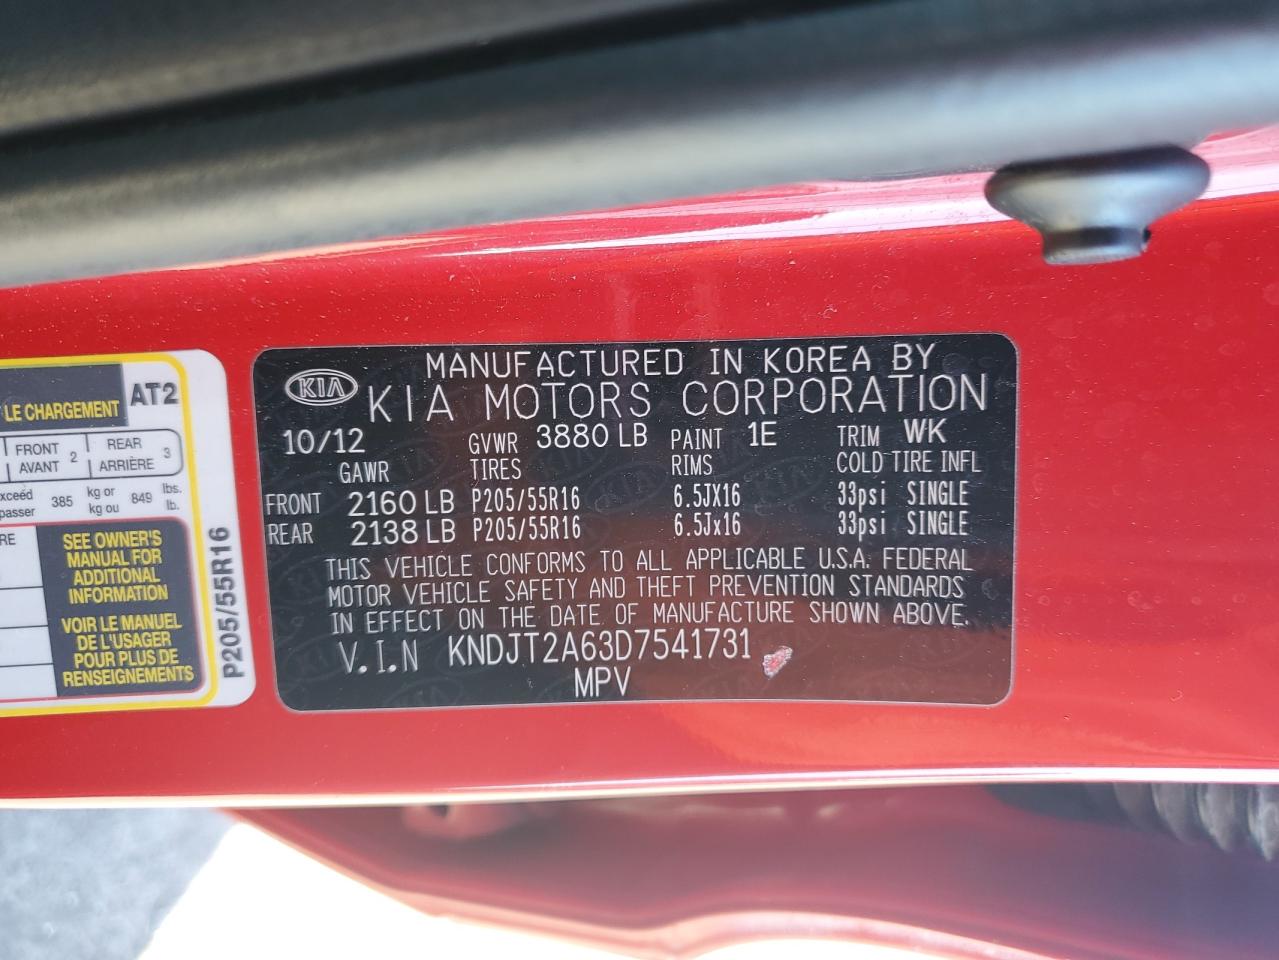 LE CHARGEMENT AT2
FRONT 2 REAR 3
AVANT ARRIÈRE
exceed 385 kg or 849 lbs.
kg ou lb.
SEE OWNER'S
MANUAL FOR
ADDITIONAL
INFORMATION
VOIR LE MANUEL
DE L'USAGER
POUR PLUS DE
RENSEIGNEMENTS
P205/55R16
MANUFACTURED IN KOREA BY
KIA KIA MOTORS CORPORATION
10/12 GVWR 3880 LB PAINT 1E TRIM WK
GAWR TIRES RIMS COLD TIRE INFL
FRONT 2160 LB P205/55R16 6.5JX16 33psi SINGLE
REAR 2138 LB P205/55R16 6.5Jx16 33psi SINGLE
THIS VEHICLE CONFORMS TO ALL APPLICABLE U.S.A. FEDERAL
MOTOR VEHICLE SAFETY AND THEFT PREVENTION STANDARDS
IN EFFECT ON THE DATE OF MANUFACTURE SHOWN ABOVE.
V.I.N KNDJT2A63D7541731
MPV